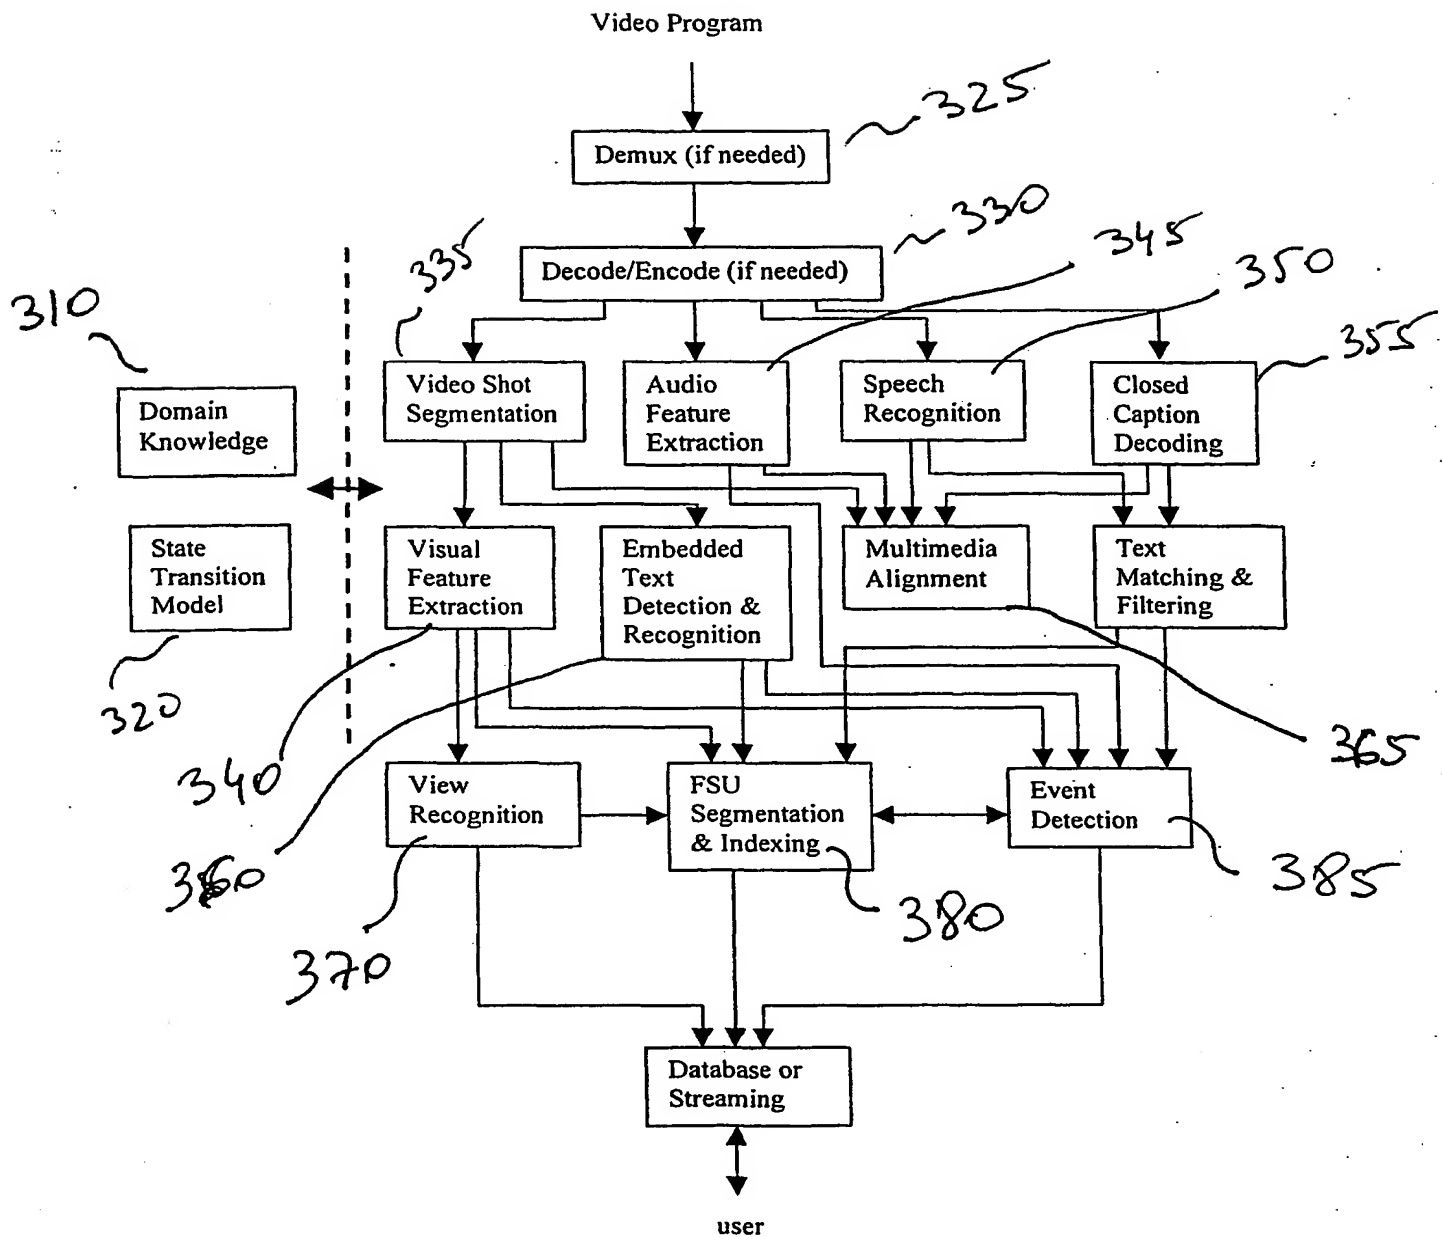 Video Program
325
Demux (if needed)
330
345
335
Decode/Encode (if needed)
350
310
355
Video Shot
Segmentation
Audio
Feature
Extraction
Speech
Recognition
Closed
Caption
Decoding
Domain
Knowledge
State
Transition
Model
Visual
Feature
Extraction
Embedded
Text
Detection &
Recognition
Multimedia
Alignment
Text
Matching &
Filtering
320
340
365
View
Recognition
FSU
Segmentation
& Indexing
Event
Detection
360
380
385
370
Database or
Streaming
user